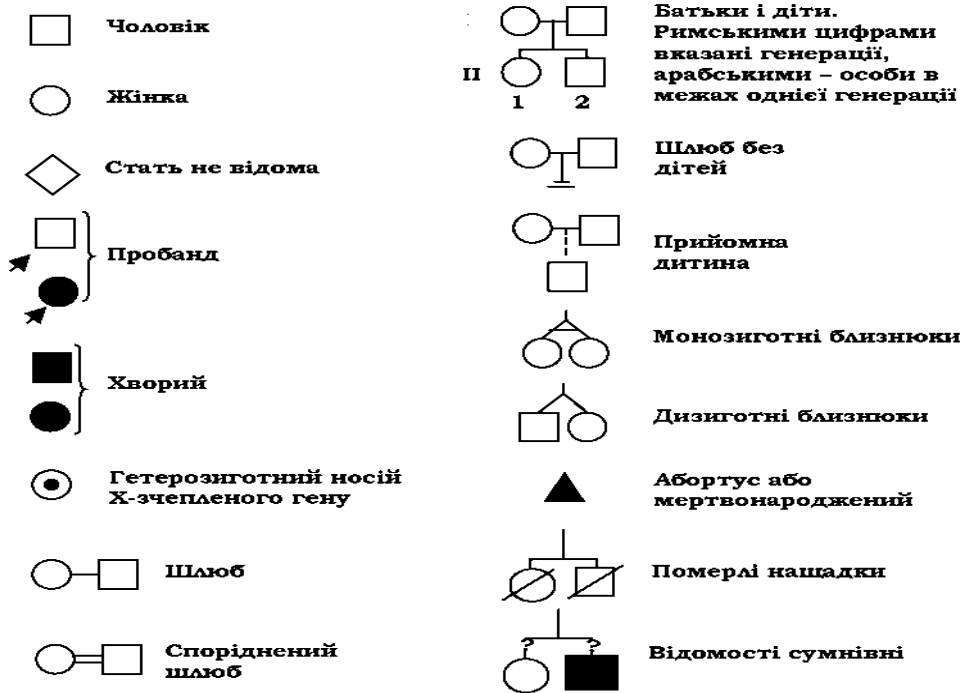 Чоловік
Жінка
Стать не відома
Пробанд
Хворий
Гетерозиготний носій
Х-зчепленого гену
Шлюб
Споріднений
шлюб
Батьки і діти.
Римськими цифрами
вказані генерації,
арабськими – особи в
межах однієї генерації
II
1 2
Шлюб без
дітей
Прийомна
дитина
Монозиготні близнюки
Дизиготні близнюки
Абортус або
мертвонароджений
Померлі нащадки
? ?
Відомості сумнівні